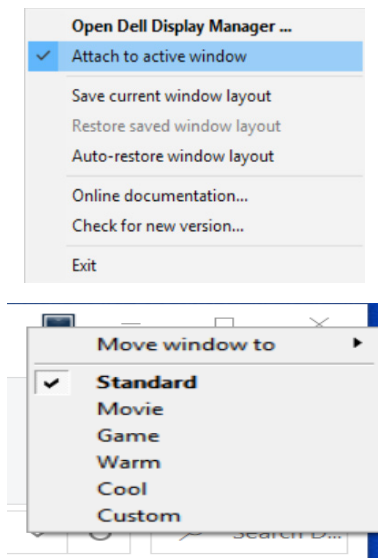 Open Dell Display Manager ...
Attach to active window
Save current window layout
Restore saved window layout
Auto-restore window layout
Online documentation...
Check for new version...
Exit
Move window to
Standard
Movie
Game
Warm
Cool
Custom
Search D...